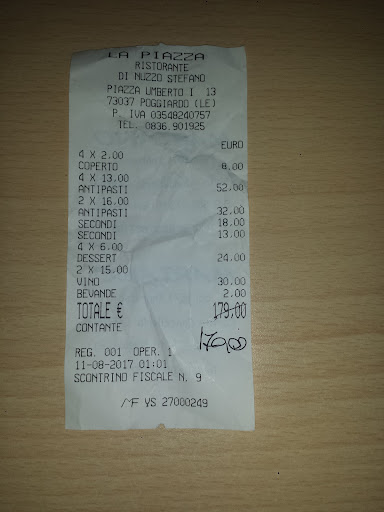 LA PIAZZA
RISTORANTE
DI NUZZO STEFANO
PIAZZA UMBERTO I 13
73037 POGGIARDO (LE)
P. IVA 03548240757
TEL. 0836.901925
EURO
4 X 2,00
COPERTO 8,00
4 X 13,00
ANTIPASTI 52,00
2 X 16,00
ANTIPASTI 32,00
SECONDI 18,00
SECONDI 13,00
4 X 6,00
DESSERT 24,00
2 X 15,00
VINO 30,00
BEVANDE 2,00
TOTALE € 179,00
CONTANTE
170,00
REG. 001 OPER. 1
11-08-2017 01:01
SCONTRINO FISCALE N. 9
MF YS 27000249